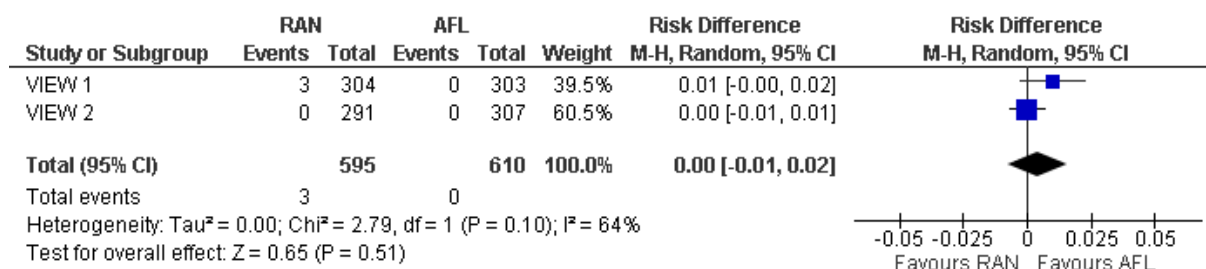 RAN AFL Risk Difference Risk Difference
Study or Subgroup Events Total Events Total Weight M-H, Random, 95% CI M-H, Random, 95% CI
VIEW 1 3 304 0 303 39.5% 0.01 [-0.00, 0.02]
VIEW 2 0 291 0 307 60.5% 0.00 [-0.01, 0.01]
Total (95% CI) 595 610 100.0% 0.00 [-0.01, 0.02]
Total events 3 0
Heterogeneity: Tau² = 0.00; Chi² = 2.79, df = 1 (P = 0.10); I² = 64%
Test for overall effect: Z = 0.65 (P = 0.51)
-0.05 -0.025 0 0.025 0.05
Favours RAN Favours AFL